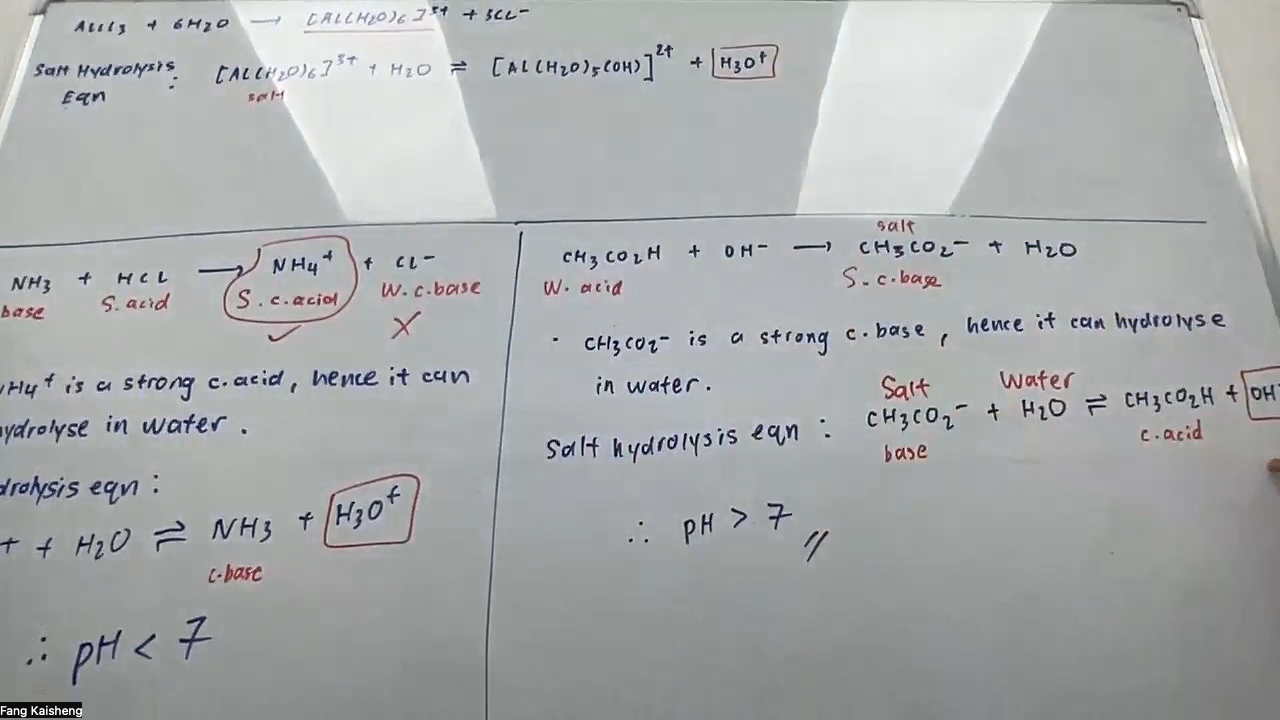 AlCl3 + 6H2O → [Al(H2O)6]3+ + 3Cl-
Salt Hydrolysis Eqn : [Al(H2O)6]3+ + H2O ⇌ [Al(H2O)5(OH)]2+ + H3O+
salt
NH3 + HCl → NH4+ + Cl-
base S. acid S. c. acid W. c. base
✓ X
NH4+ is a strong c. acid, hence it can
ydrolyse in water.
drolysis eqn :
+ + H2O ⇌ NH3 + H3O+
c. base
∴ pH < 7
salt
CH3CO2H + OH- → CH3CO2- + H2O
W. acid S. c. base
· CH3CO2- is a strong c. base, hence it can hydrolyse
in water.
Salt Water
Salt hydrolysis eqn : CH3CO2- + H2O ⇌ CH3CO2H + OH
base c. acid
∴ pH > 7 //
Fang Kaisheng